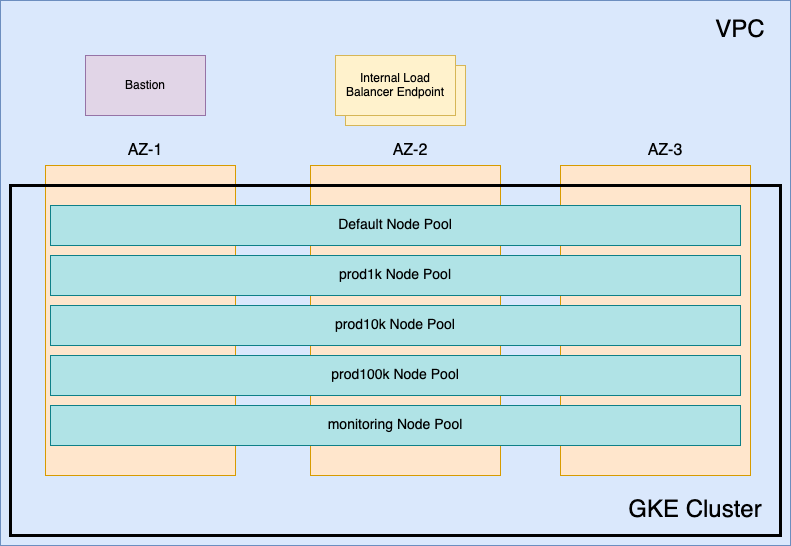 VPC
Bastion
Internal Load
Balancer Endpoint
AZ-1
AZ-2
AZ-3
Default Node Pool
prod1k Node Pool
prod10k Node Pool
prod100k Node Pool
monitoring Node Pool
GKE Cluster